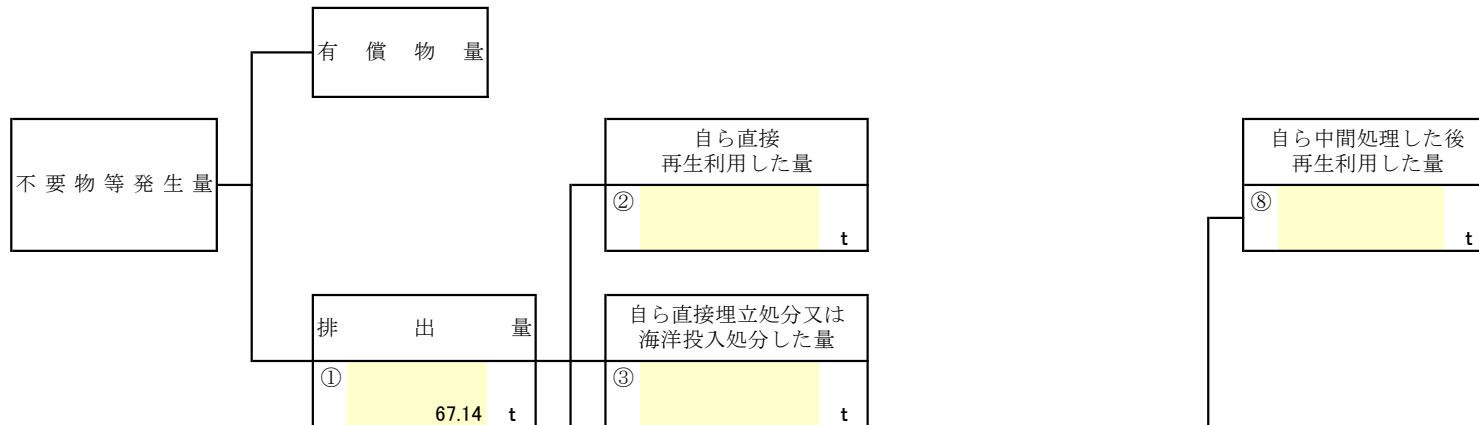 有償物量
不要物等発生量
自ら直接
再生利用した量
②
t
自ら中間処理した後
再生利用した量
⑧
t
排出量
①
67.14 t
自ら直接埋立処分又は
海洋投入処分した量
③
t